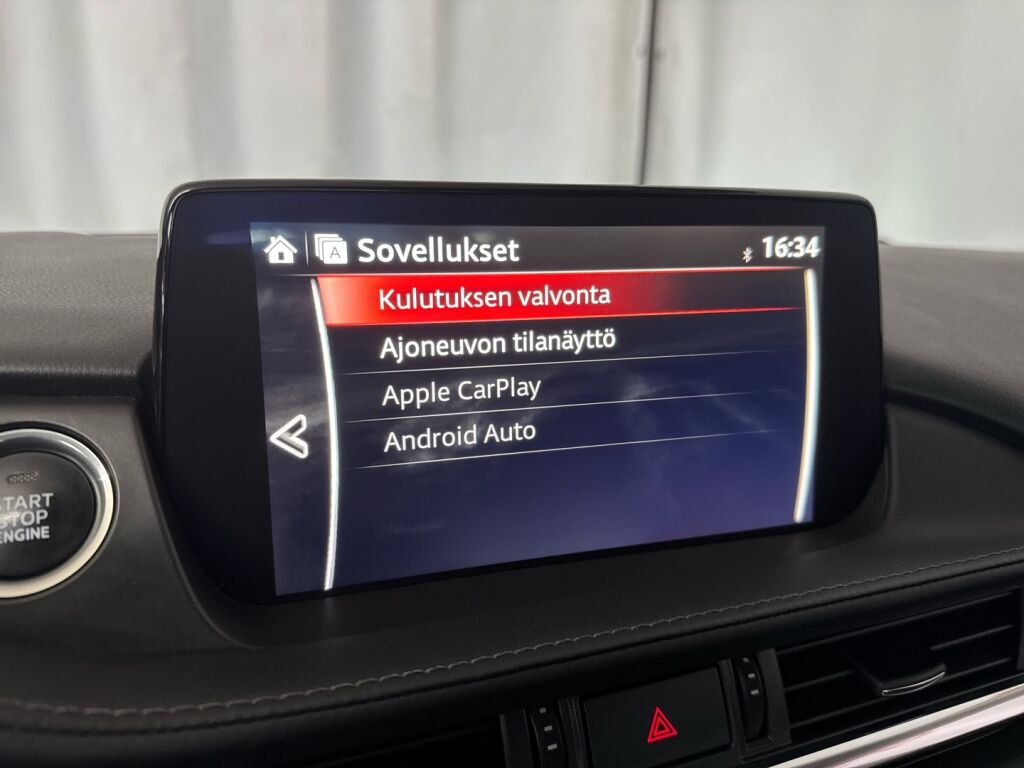 A Sovellukset 16:34
Kulutuksen valvonta
Ajoneuvon tilanäyttö
Apple CarPlay
Android Auto
START
STOP
ENGINE